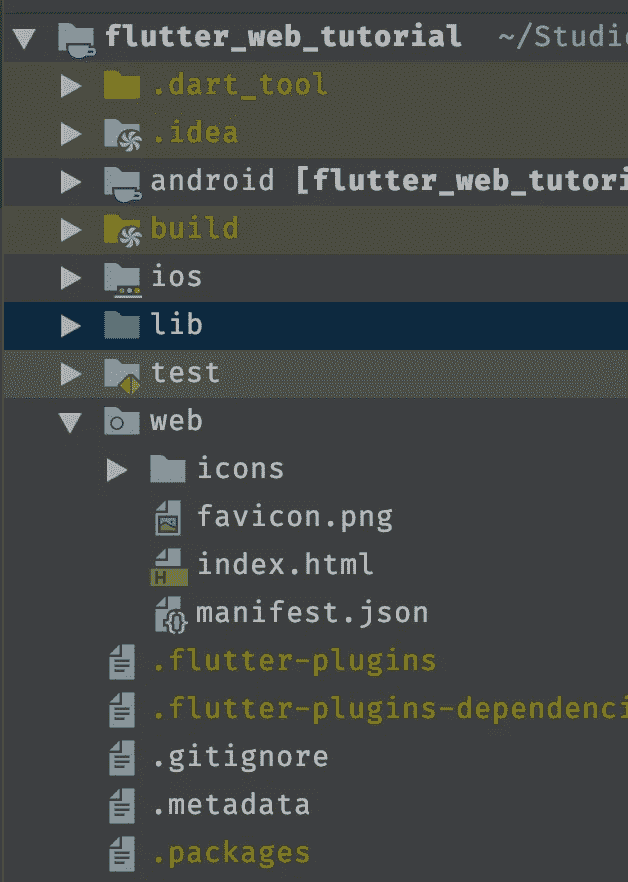 flutter_web_tutorial ~/Studi
.dart_tool
.idea
android [flutter_web_tutori
build
ios
lib
test
web
icons
favicon.png
index.html
manifest.json
.flutter-plugins
.flutter-plugins-dependenci
.gitignore
.metadata
.packages